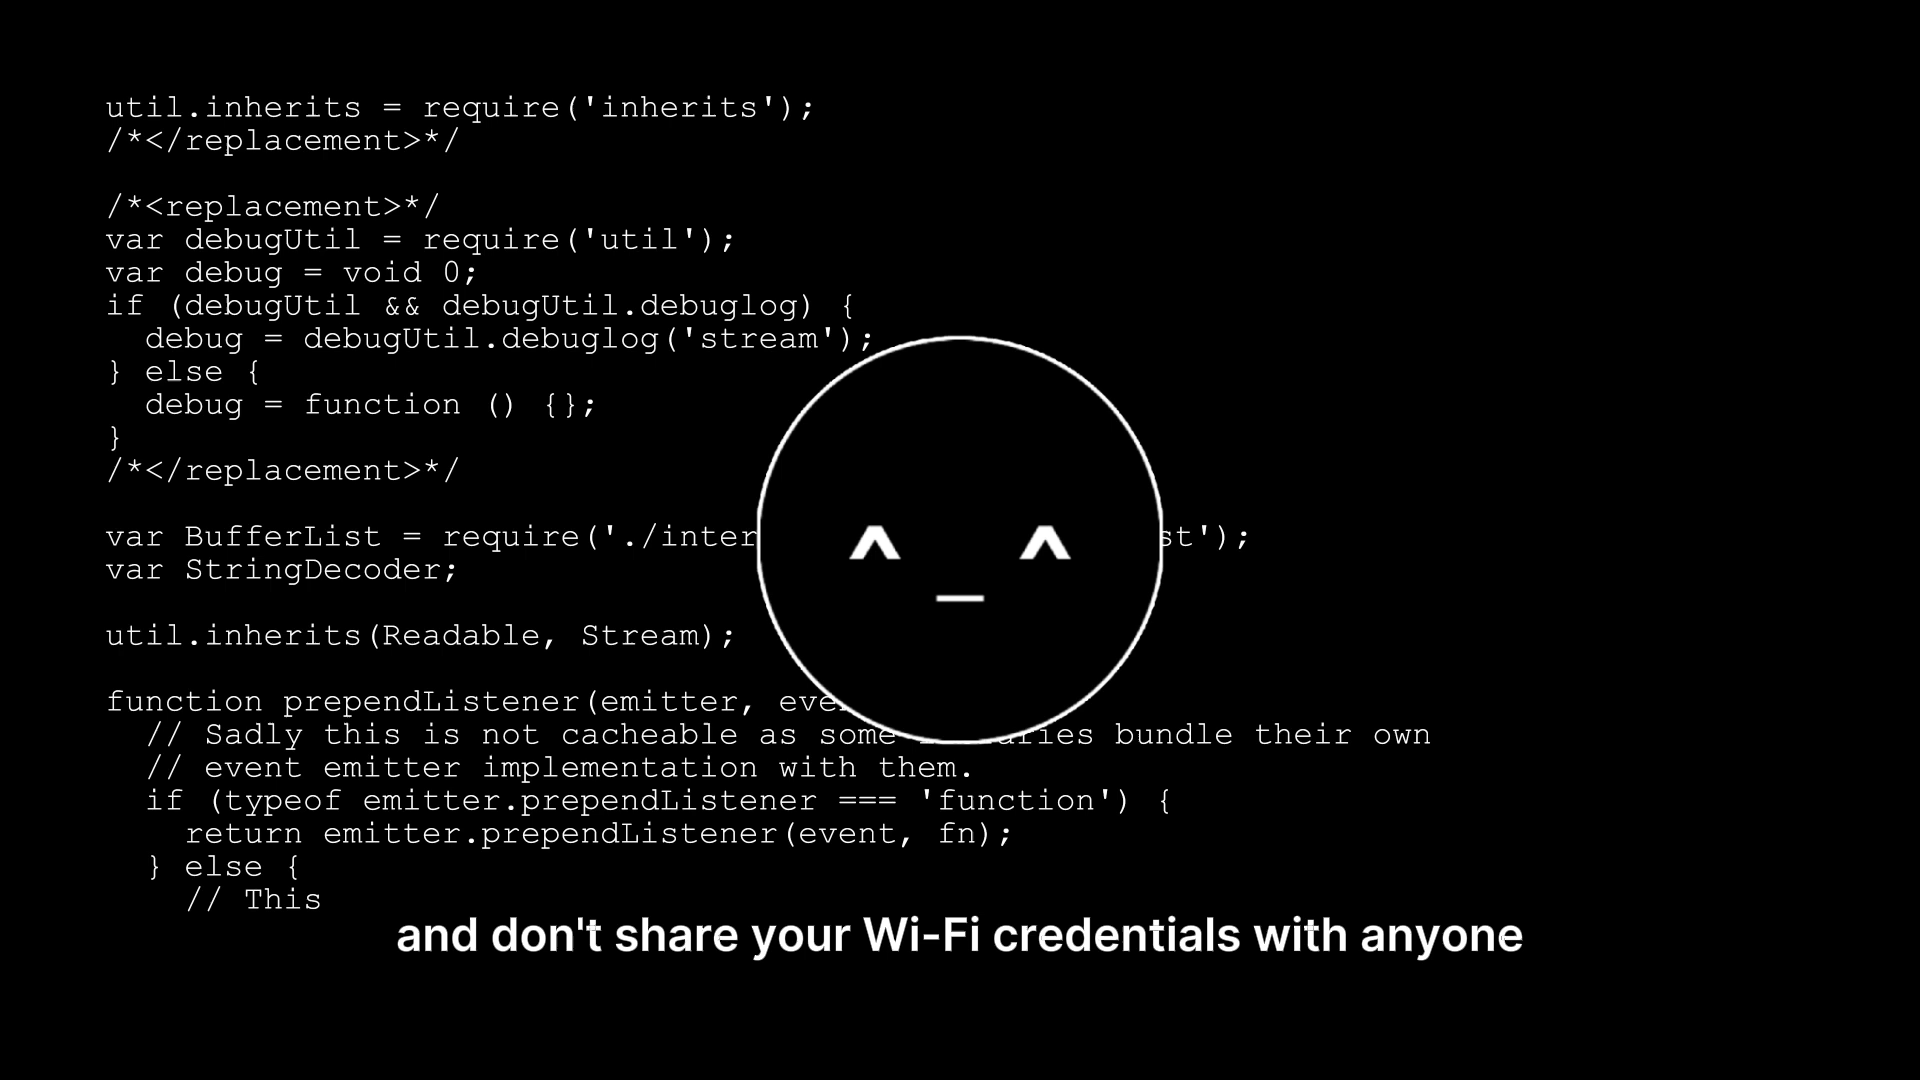 util.inherits = require('inherits');
/*</replacement>*/
/*<replacement>*/
var debugUtil = require('util');
var debug = void 0;
if (debugUtil && debugUtil.debuglog) {
debug = debugUtil.debuglog('stream');
} else {
debug = function () {};
}
/*</replacement>*/
var BufferList = require('./inter st');
^ _ ^
var StringDecoder;
util.inherits(Readable, Stream);
function prependListener(emitter,
// Sadly this is not cacheable as some bundle their own
// event emitter implementation with them.
if (typeof emitter.prependListener === 'function') {
return emitter.prependListener(event, fn);
} else {
// This
and don't share your Wi-Fi credentials with anyone